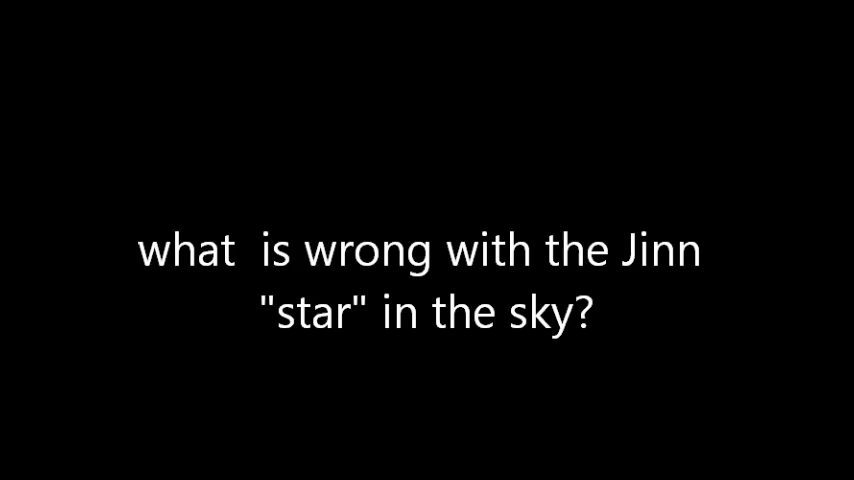 what  is wrong with the Jinn
"star" in the sky?